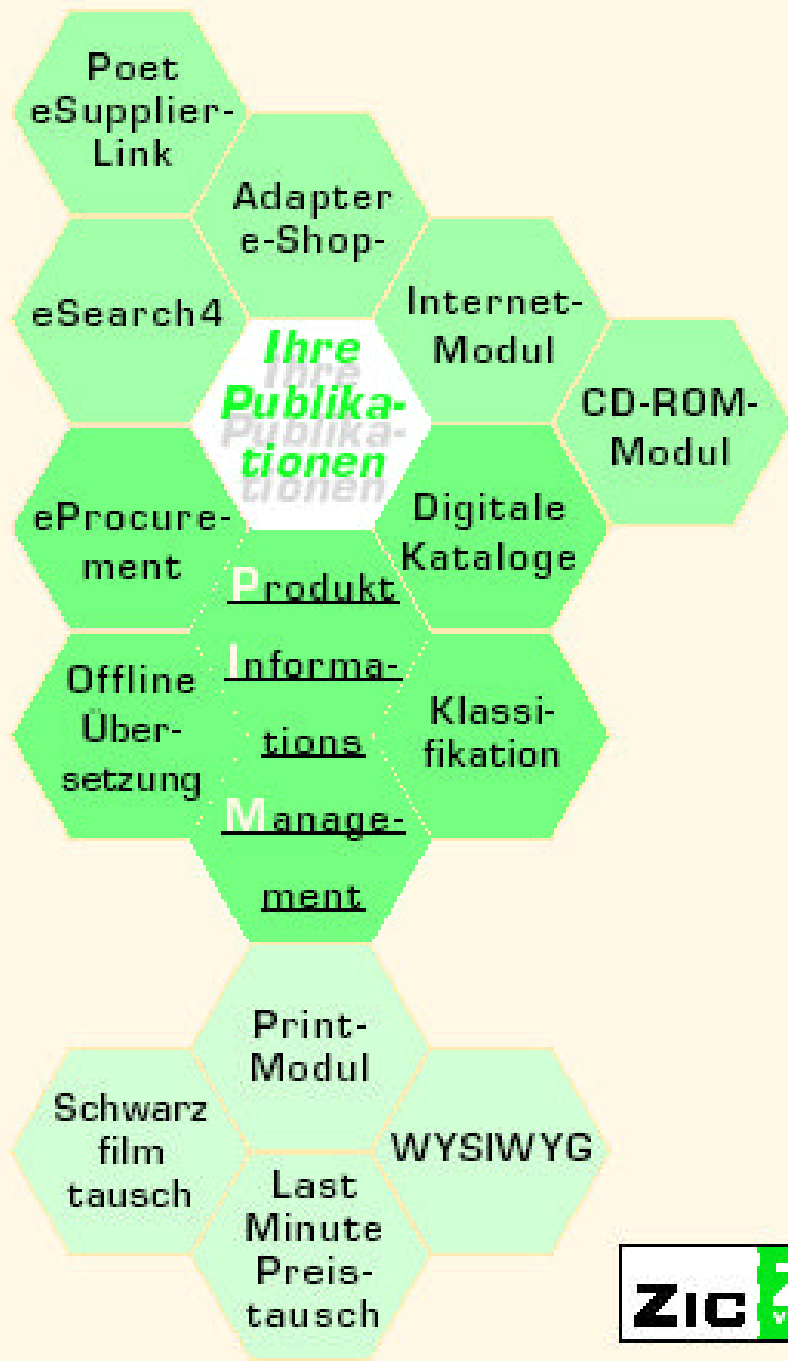 Poet
eSupplier-
Link
Adapter
e-Shop-
eSearch4
Internet-
Modul
Ihre
Publika-
tionen
CD-ROM-
Modul
eProcure-
ment
Digitale
Kataloge
Produkt
Informa-
tions
Manage-
ment
Offline
Über-
setzung
Klassi-
fikation
Print-
Modul
Schwarz
film
tausch
WYSIWYG
Last
Minute
Preis-
tausch
ZIC